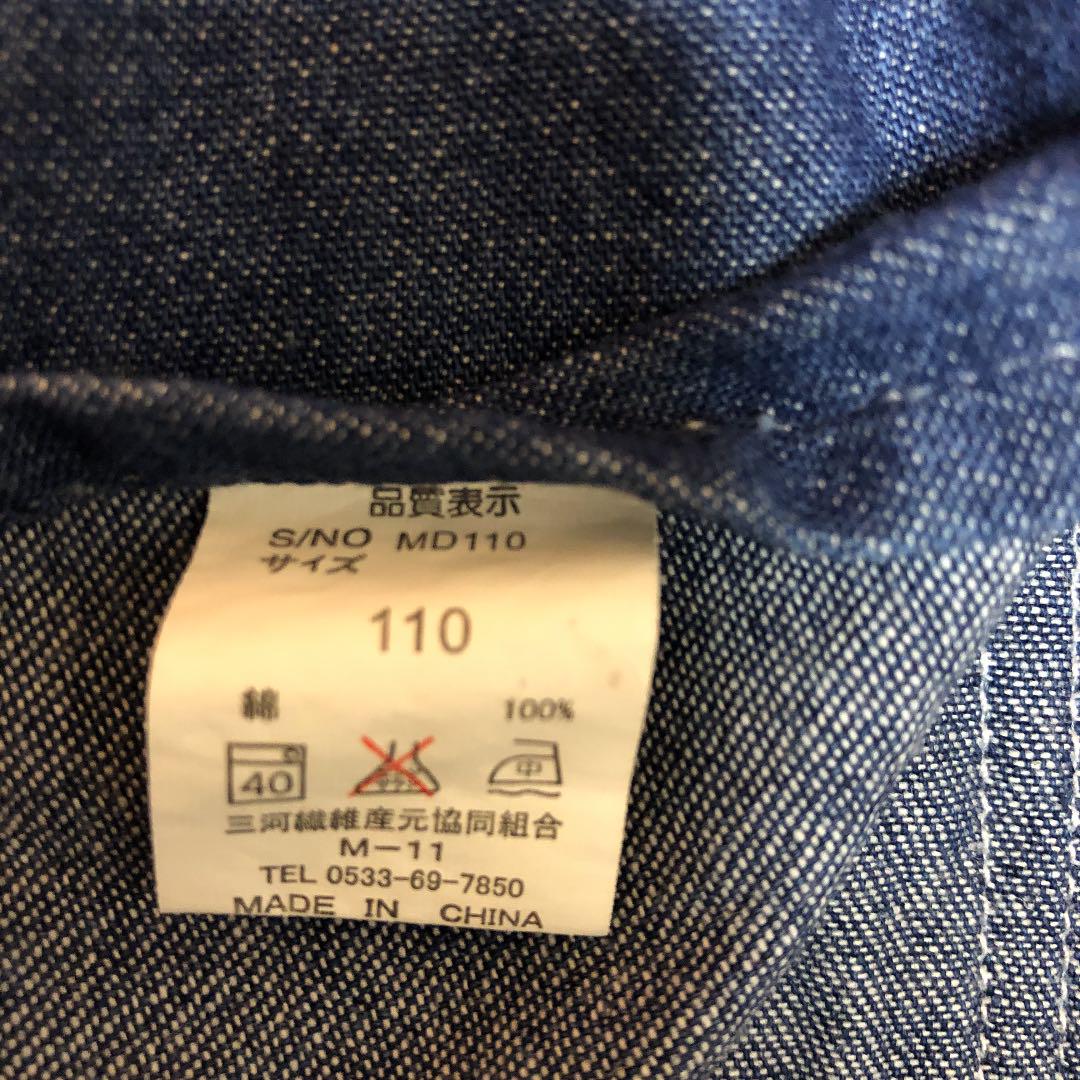 品質表示
S/NO MD110
サイズ
110
綿 100%
40 中
三河繊維産元協同組合
M-11
TEL 0533-69-7850
MADE IN CHINA